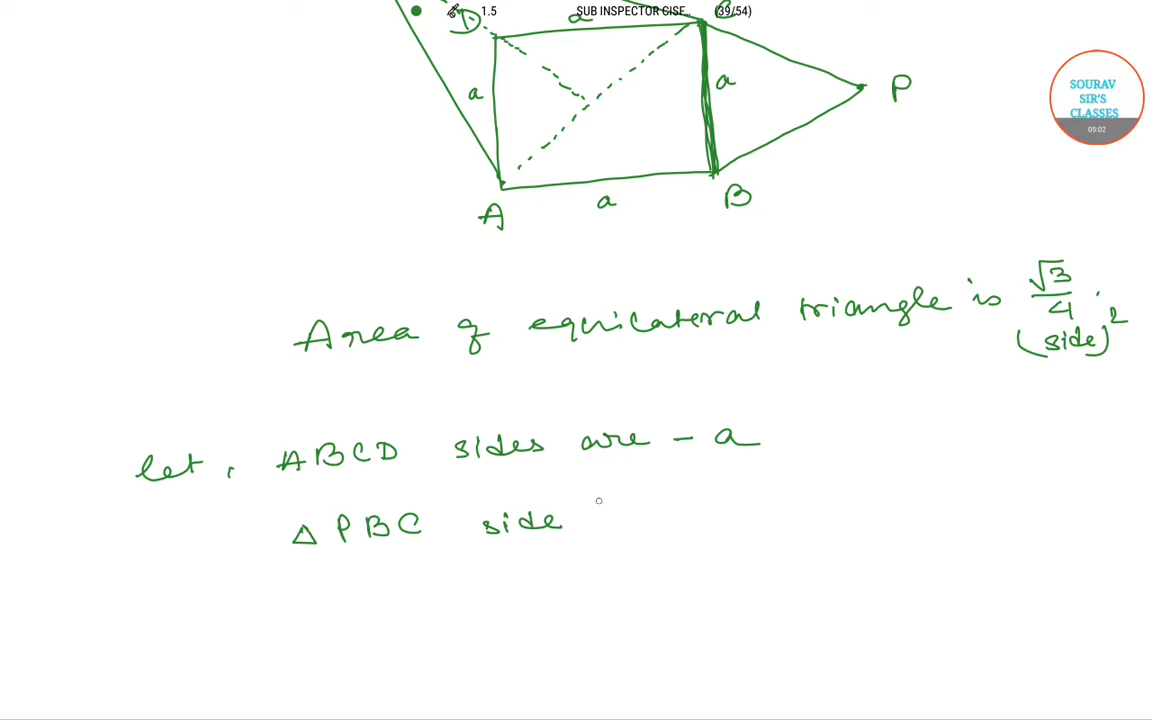 1.5 SUB INSPECTOR CISF... (39/54)
D a C
a a P
SOURAV
SIR'S
CLASSES
05:02
A a B
Area of equilateral triangle is √3/4 . (side)²
let, ABCD sides are - a
△ PBC side